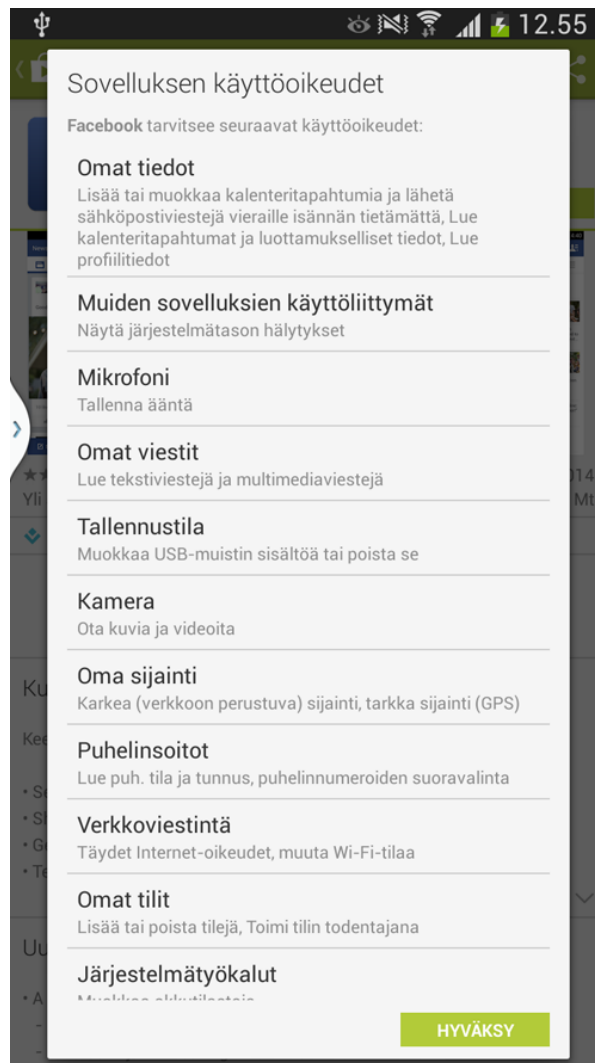 12.55
Sovelluksen käyttöoikeudet
Facebook tarvitsee seuraavat käyttöoikeudet:
Omat tiedot
Lisää tai muokkaa kalenteritapahtumia ja lähetä
sähköpostiviestejä vieraille isännän tietämättä, Lue
kalenteritapahtumat ja luottamukselliset tiedot, Lue
profiilitiedot
Muiden sovelluksien käyttöliittymät
Näytä järjestelmätason hälytykset
Mikrofoni
Tallenna ääntä
Omat viestit
Lue tekstiviestejä ja multimediaviestejä
Tallennustila
Muokkaa USB-muistin sisältöä tai poista se
Kamera
Ota kuvia ja videoita
Oma sijainti
Karkea (verkkoon perustuva) sijainti, tarkka sijainti (GPS)
Puhelinsoitot
Lue puh. tila ja tunnus, puhelinnumeroiden suoravalinta
Verkkoviestintä
Täydet Internet-oikeudet, muuta Wi-Fi-tilaa
Omat tilit
Lisää tai poista tilejä, Toimi tilin todentajana
Järjestelmätyökalut
HYVÄKSY